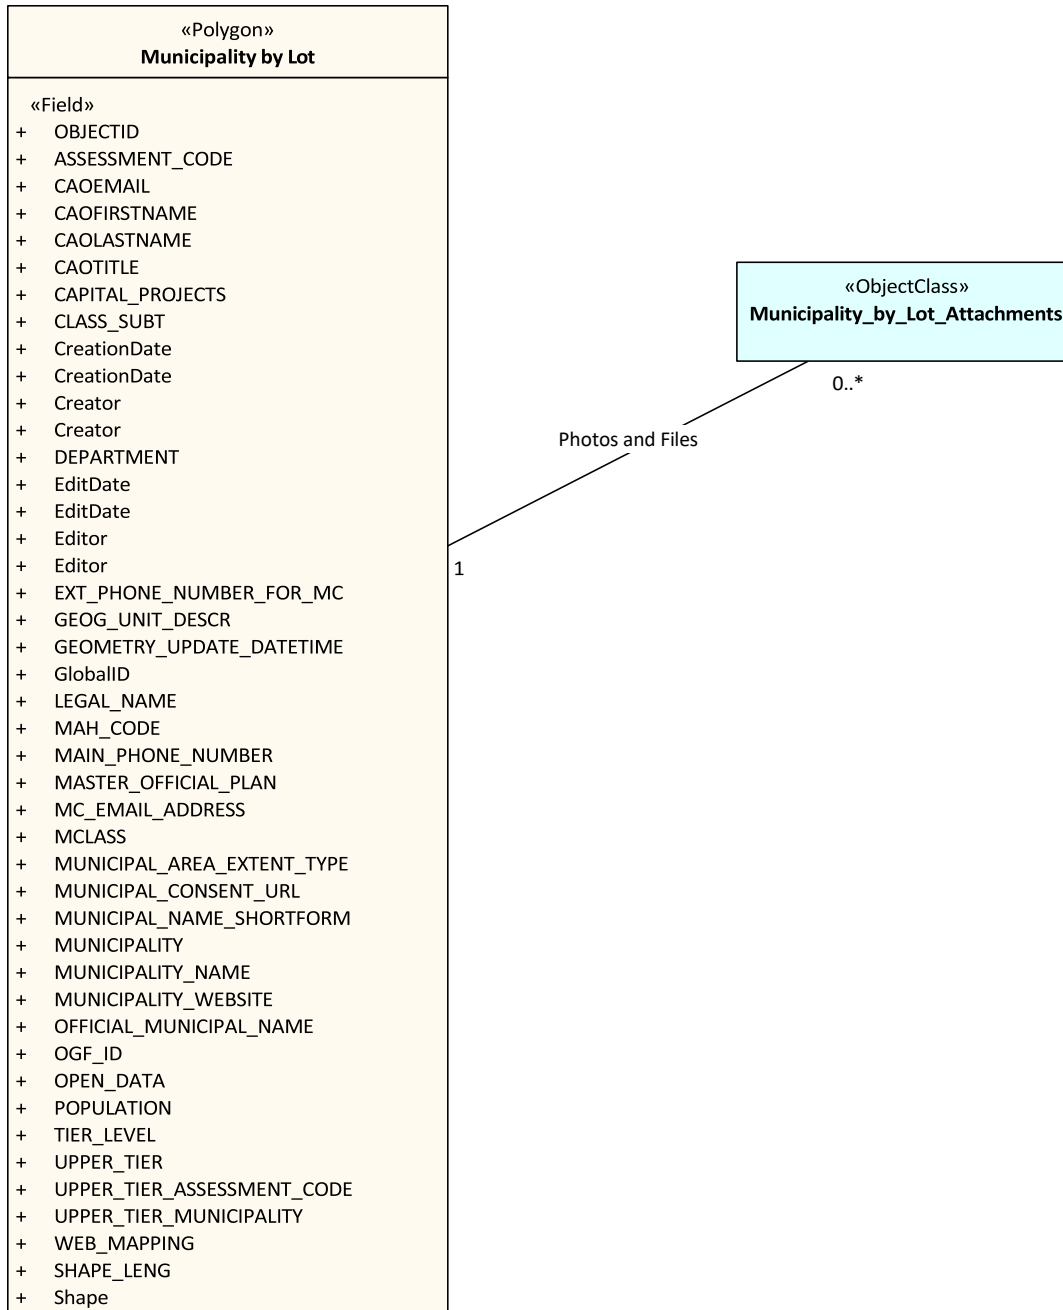 «Polygon»
Municipality by Lot
«Field»
+ OBJECTID
+ ASSESSMENT_CODE
+ CAOEMAIL
+ CAOFIRSTNAME
+ CAOLASTNAME
+ CAOTITLE
+ CAPITAL_PROJECTS
+ CLASS_SUBT
+ CreationDate
+ CreationDate
+ Creator
+ Creator
+ DEPARTMENT
+ EditDate
+ EditDate
+ Editor
+ Editor
+ EXT_PHONE_NUMBER_FOR_MC
+ GEOG_UNIT_DESCR
+ GEOMETRY_UPDATE_DATETIME
+ GlobalID
+ LEGAL_NAME
+ MAH_CODE
+ MAIN_PHONE_NUMBER
+ MASTER_OFFICIAL_PLAN
+ MC_EMAIL_ADDRESS
+ MCLASS
+ MUNICIPAL_AREA_EXTENT_TYPE
+ MUNICIPAL_CONSENT_URL
+ MUNICIPAL_NAME_SHORTFORM
+ MUNICIPALITY
+ MUNICIPALITY_NAME
+ MUNICIPALITY_WEBSITE
+ OFFICIAL_MUNICIPAL_NAME
+ OGF_ID
+ OPEN_DATA
+ POPULATION
+ TIER_LEVEL
+ UPPER_TIER
+ UPPER_TIER_ASSESSMENT_CODE
+ UPPER_TIER_MUNICIPALITY
+ WEB_MAPPING
+ SHAPE_LENG
+ Shape
«ObjectClass»
Municipality_by_Lot_Attachments
0..*
Photos and Files
1